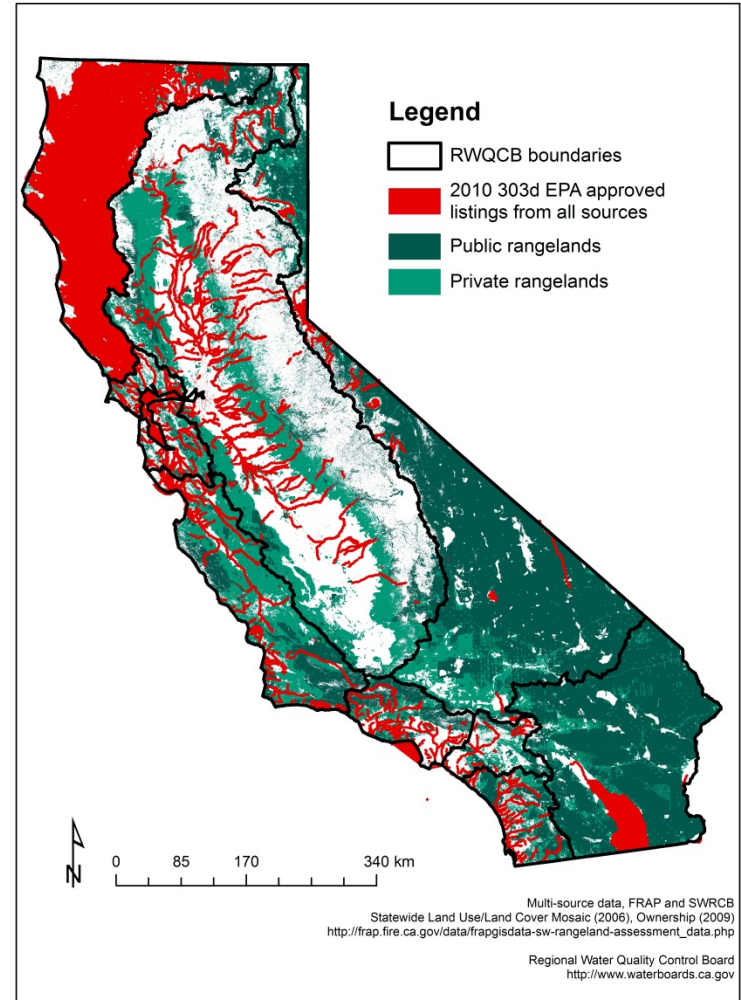 Legend
RWQCB boundaries
2010 303d EPA approved
listings from all sources
Public rangelands
Private rangelands
N
0 85 170 340 km
Multi-source data, FRAP and SWRCB
Statewide Land Use/Land Cover Mosaic (2006), Ownership (2009)
http://frap.fire.ca.gov/data/frapgisdata-sw-rangeland-assessment_data.php
Regional Water Quality Control Board
http://www.waterboards.ca.gov